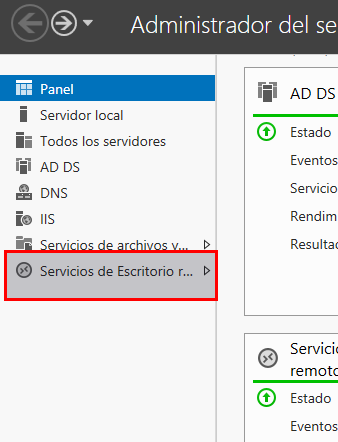 Administrador del se
Panel
Servidor local
Todos los servidores
AD DS
DNS
IIS
Servicios de archivos y...
Servicios de Escritorio r...
AD DS
Estado
Eventos
Servicio
Rendim
Resultad
Servicio
remoto
Estado
Eventos